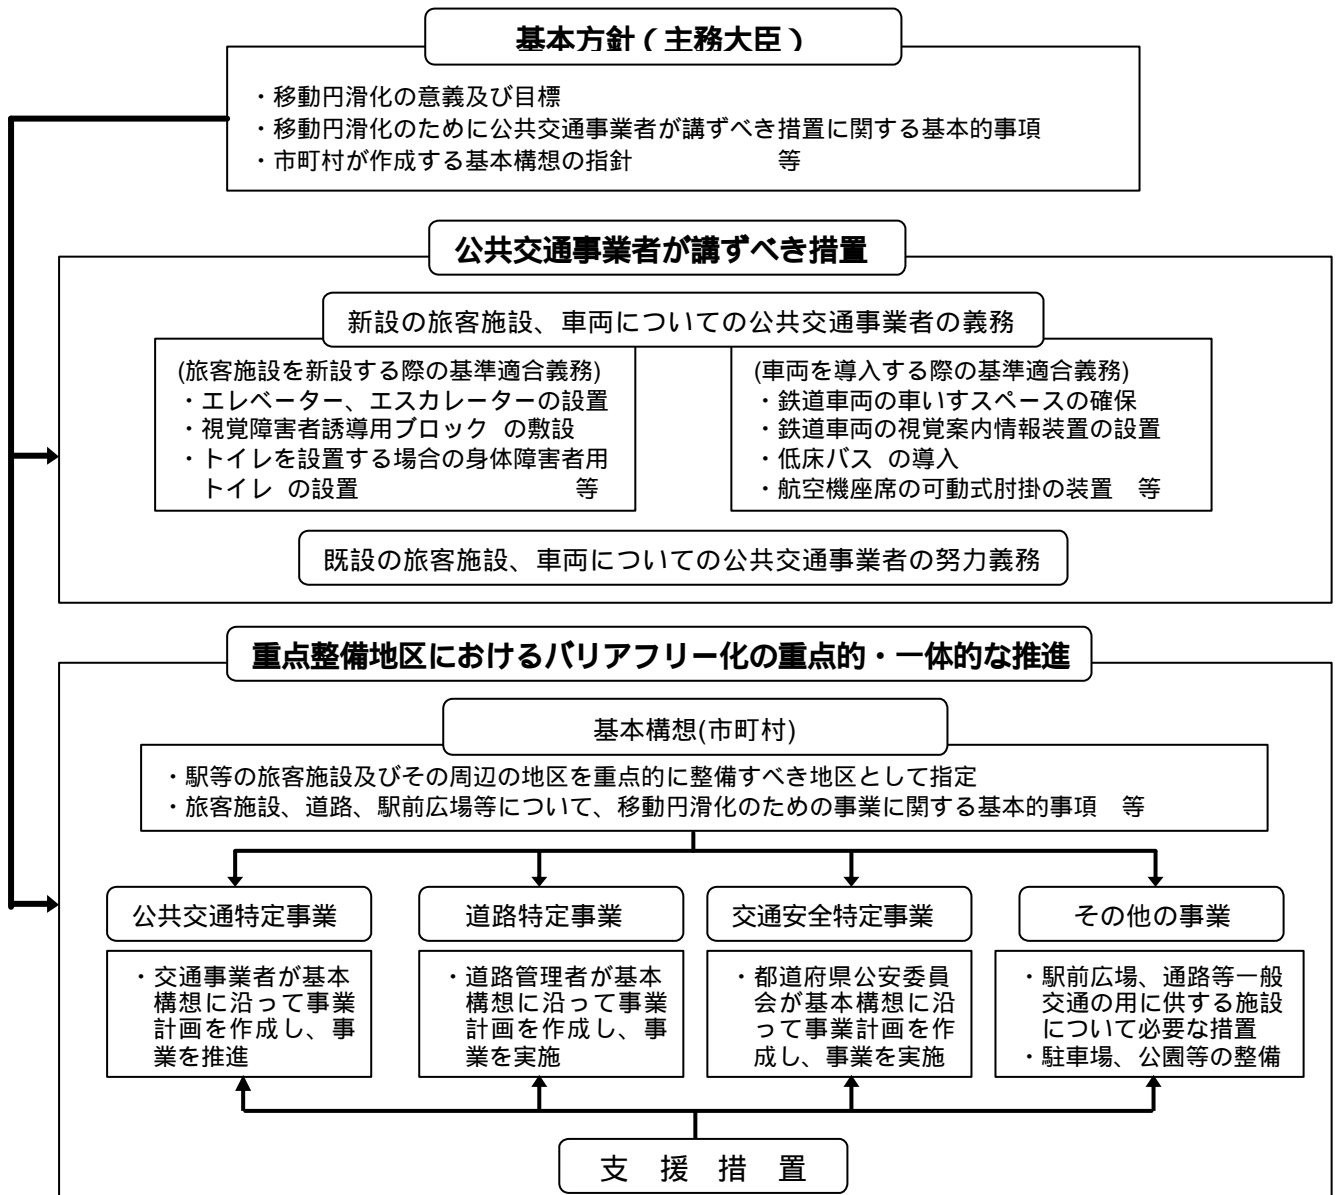 基本方針（主務大臣）
・移動円滑化の意義及び目標
・移動円滑化のために公共交通事業者が講ずべき措置に関する基本的事項
・市町村が作成する基本構想の指針　等
公共交通事業者が講ずべき措置
新設の旅客施設、車両についての公共交通事業者の義務
(旅客施設を新設する際の基準適合義務)
・エレベーター、エスカレーターの設置
・視覚障害者誘導用ブロック の敷設
・トイレを設置する場合の身体障害者用
トイレ の設置　等
(車両を導入する際の基準適合義務)
・鉄道車両の車いすスペースの確保
・鉄道車両の視覚案内情報装置の設置
・低床バス の導入
・航空機座席の可動式肘掛の装置　等
既設の旅客施設、車両についての公共交通事業者の努力義務
重点整備地区におけるバリアフリー化の重点的・一体的な推進
基本構想(市町村)
・駅等の旅客施設及びその周辺の地区を重点的に整備すべき地区として指定
・旅客施設、道路、駅前広場等について、移動円滑化のための事業に関する基本的事項　等
公共交通特定事業
・交通事業者が基本
構想に沿って事業
計画を作成し、事
業を推進
道路特定事業
・道路管理者が基本
構想に沿って事業
計画を作成し、事
業を実施
交通安全特定事業
・都道府県公安委員
会が基本構想に沿
って事業計画を作
成し、事業を実施
その他の事業
・駅前広場、通路等一般
交通の用に供する施設
について必要な措置
・駐車場、公園等の整備
支　援　措　置